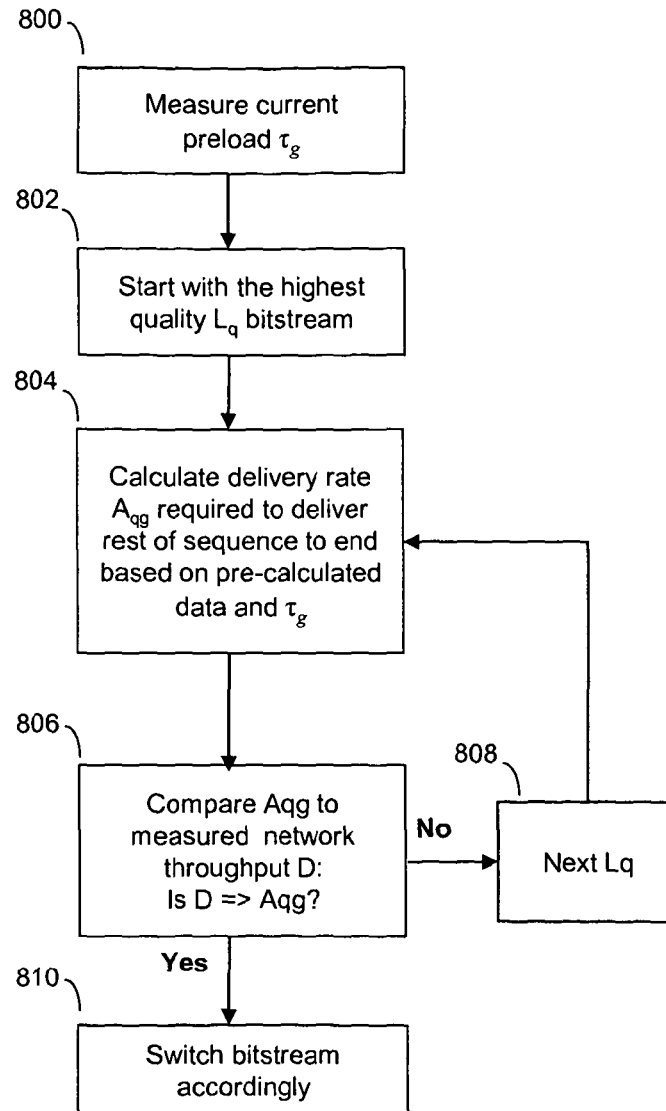 800
Measure current
preload τg
802
Start with the highest
quality Lq bitstream
804
Calculate delivery rate
Aqg required to deliver
rest of sequence to end
based on pre-calculated
data and τg
806
Compare Aqg to
measured network
throughput D:
Is D => Aqg?
No
808
Next Lq
Yes
810
Switch bitstream
accordingly